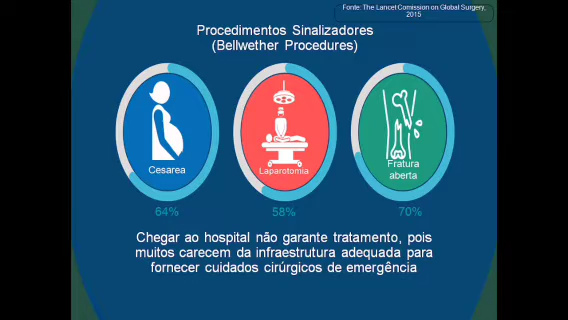 Fonte: The Lancet Comission on Global Surgery,
2015
Procedimentos Sinalizadores
(Bellwether Procedures)
Cesarea
Laparotomia
Fratura
aberta
64%
58%
70%
Chegar ao hospital não garante tratamento, pois
muitos carecem da infraestrutura adequada para
fornecer cuidados cirúrgicos de emergência